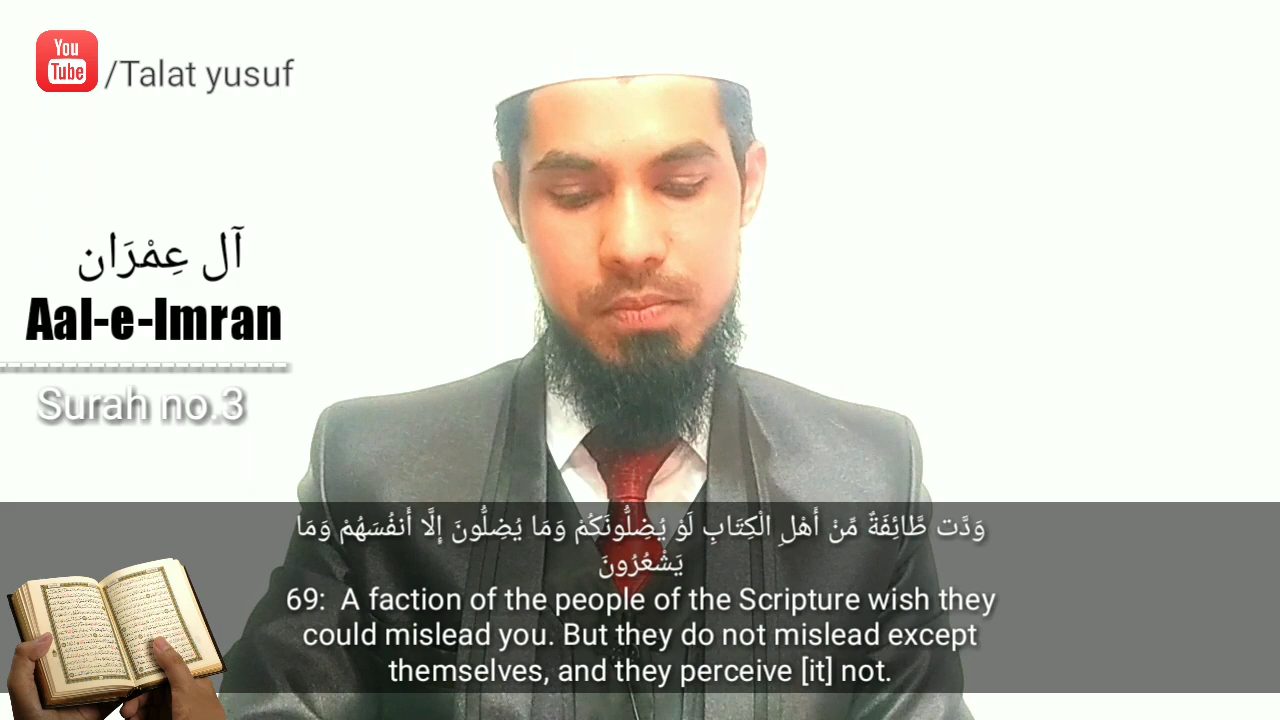 You
Tube
/Talat yusuf
آل عِمْرَان
Aal-e-Imran
Surah no.3
وَدَّت طَّائِفَةٌ مِّنْ أَهْلِ الْكِتَابِ لَوْ يُضِلُّونَكُمْ وَمَا يُضِلُّونَ إِلَّا أَنفُسَهُمْ وَمَا
يَشْعُرُونَ
69:  A faction of the people of the Scripture wish they
could mislead you. But they do not mislead except
themselves, and they perceive [it] not.